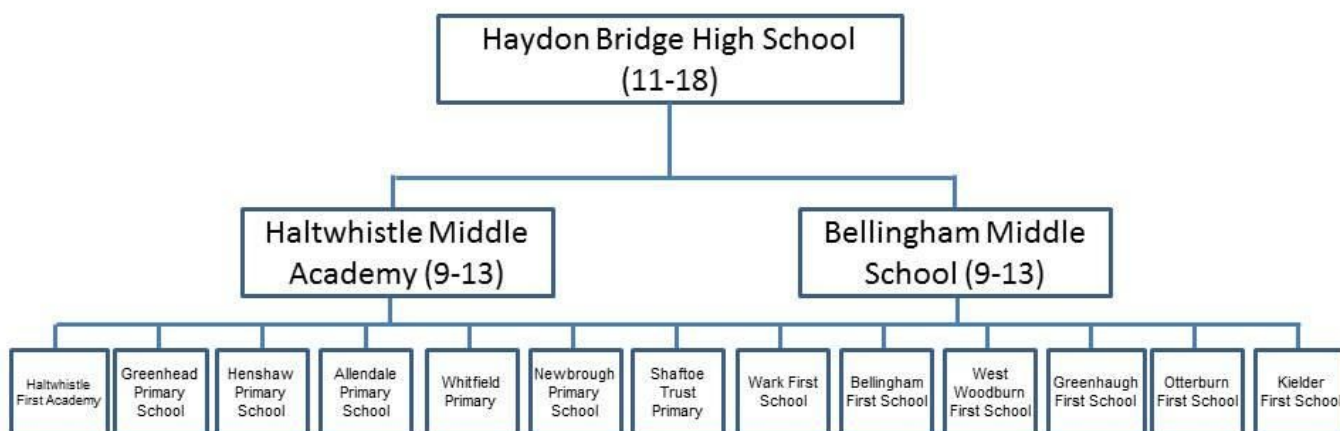 Haydon Bridge High School
(11-18)
Haltwhistle Middle
Academy (9-13)
Bellingham Middle
School (9-13)
Haltwhistle
First Academy
Greenhead
Primary
School
Henshaw
Primary
School
Allendale
Primary
School
Whitfield
Primary
Newbrough
Primary
School
Shaftoe
Trust
Primary
Wark First
School
Bellingham
First School
West
Woodburn
First School
Greenhaugh
First School
Otterburn
First School
Kielder
First School